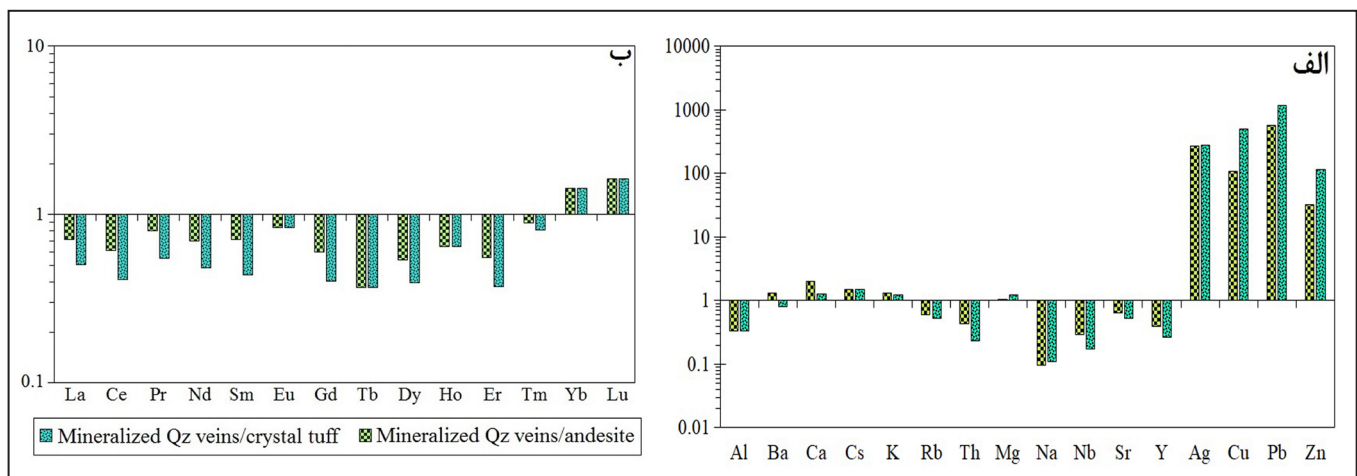 ب
10
1
0.1
La Ce Pr Nd Sm Eu Gd Tb Dy Ho Er Tm Yb Lu
Mineralized Qz veins/crystal tuff Mineralized Qz veins/andesite
الف
10000
1000
100
10
1
0.1
0.01
Al Ba Ca Cs K Rb Th Mg Na Nb Sr Y Ag Cu Pb Zn